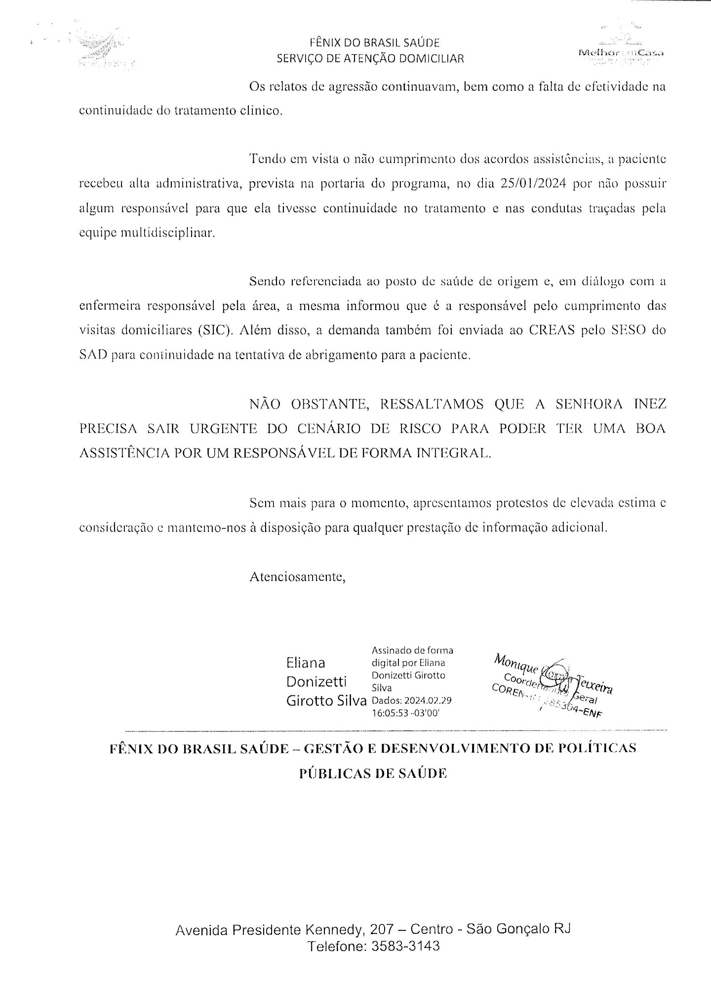 FÊNIX DO BRASIL SAÚDE
SERVIÇO DE ATENÇÃO DOMICILIAR
Os relatos de agressão continuavam, bem como a falta de efetividade na
continuidade do tratamento clínico.
Tendo em vista o não cumprimento dos acordos assistências, a paciente
recebeu alta administrativa, prevista na portaria do programa, no dia 25/01/2024 por não possuir
algum responsável para que ela tivesse continuidade no tratamento e nas condutas traçadas pela
equipe multidisciplinar.
Sendo referenciada ao posto de saúde de origem e, em diálogo com a
enfermeira responsável pela área, a mesma informou que é a responsável pelo cumprimento das
visitas domiciliares (SIC). Além disso, a demanda também foi enviada ao CREAS pelo SESO do
SAD para continuidade na tentativa de abrigamento para a paciente.
NÃO OBSTANTE, RESSALTAMOS QUE A SENHORA INEZ
PRECISA SAIR URGENTE DO CENÁRIO DE RISCO PARA PODER TER UMA BOA
ASSISTÊNCIA POR UM RESPONSÁVEL DE FORMA INTEGRAL.
Sem mais para o momento, apresentamos protestos de elevada estima e
consideração e mantemo-nos à disposição para qualquer prestação de informação adicional.
Atenciosamente,
Eliana
Donizetti
Girotto Silva
Assinado de forma
digital por Eliana
Donizetti Girotto
Silva
Dados: 2024.02.29
16:05:53 -03'00'
Monique Teixeira
Geral
COREN-ENF
FÊNIX DO BRASIL SAÚDE – GESTÃO E DESENVOLVIMENTO DE POLÍTICAS
PÚBLICAS DE SAÚDE
Avenida Presidente Kennedy, 207 – Centro - São Gonçalo RJ
Telefone: 3583-3143